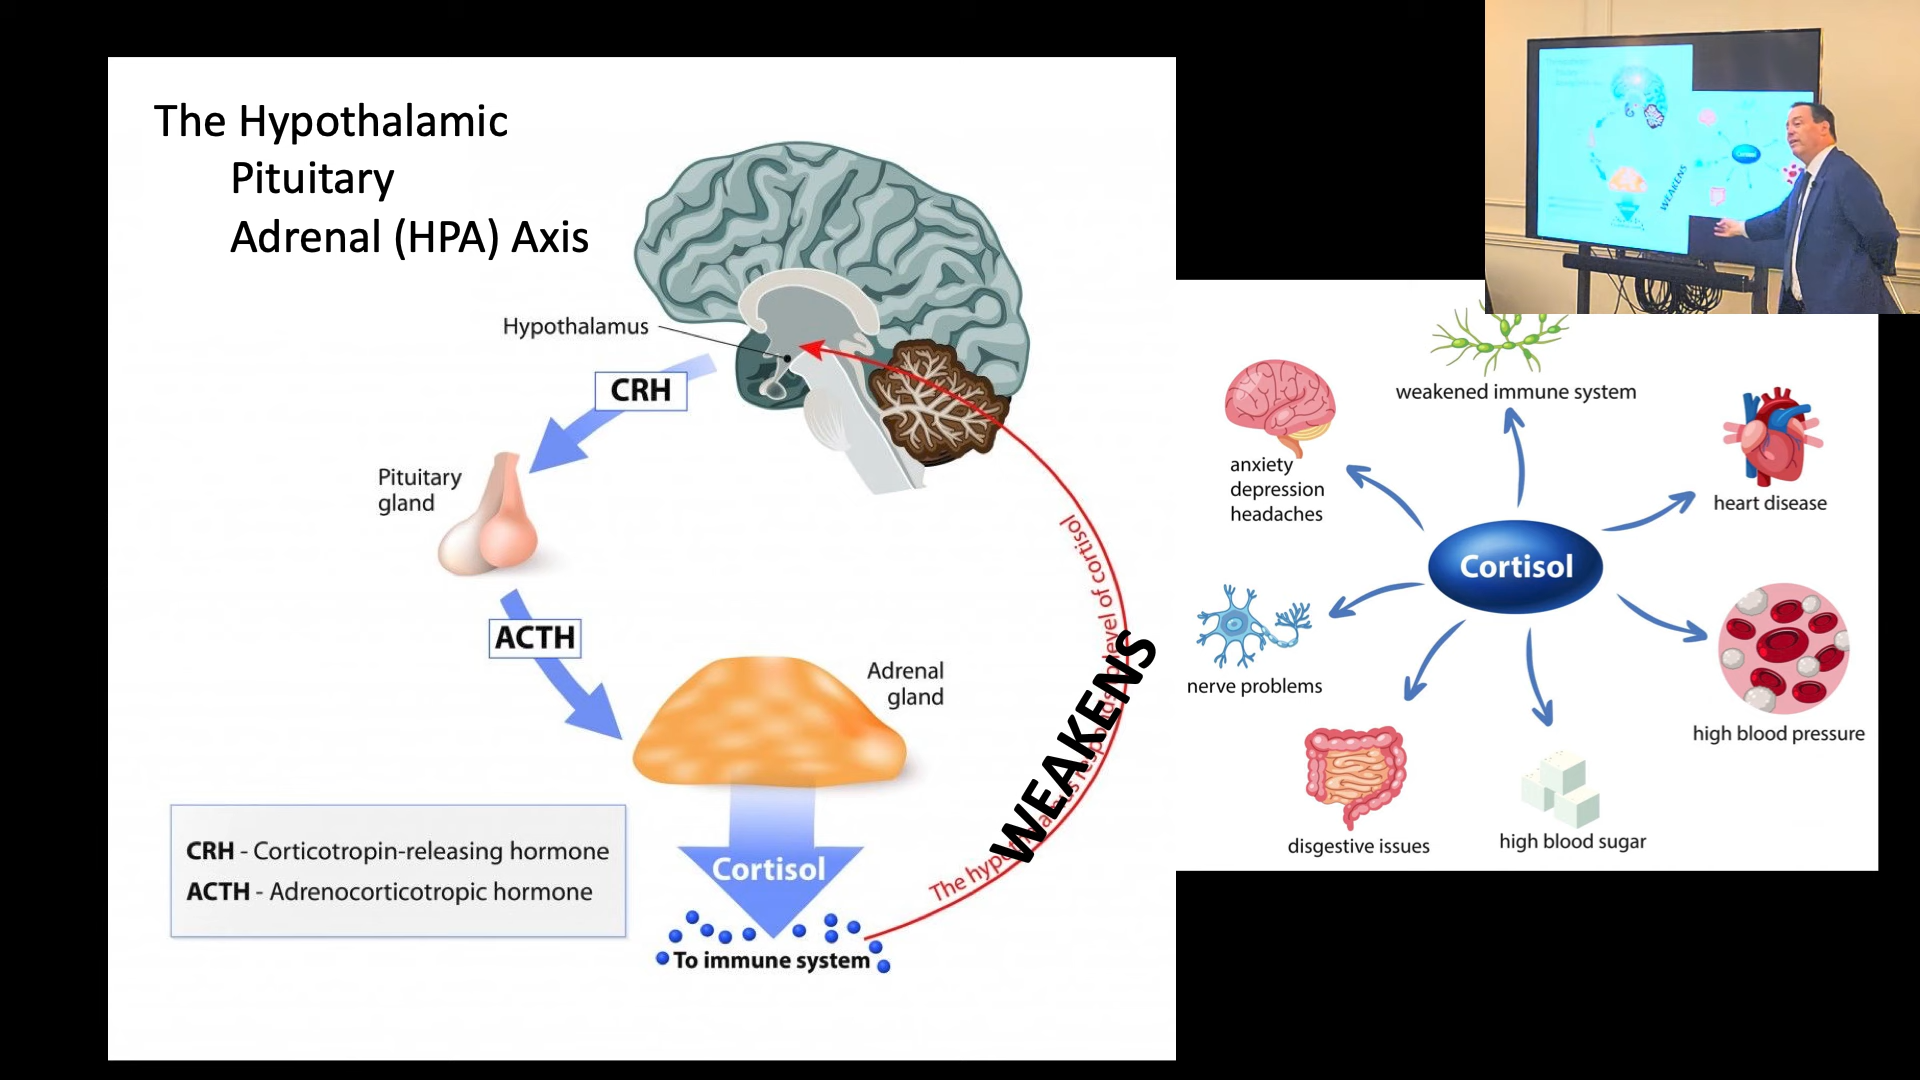 The Hypothalamic
Pituitary
Adrenal (HPA) Axis
Hypothalamus
CRH
Pituitary
gland
ACTH
Adrenal
gland
Cortisol
To immune system
CRH - Corticotropin-releasing hormone
ACTH - Adrenocorticotropic hormone
The level of cortisol
WEAKENS
weakened immune system
anxiety
depression
headaches
heart disease
Cortisol
nerve problems
high blood pressure
disgestive issues
high blood sugar
Cortisol
WEAKENS